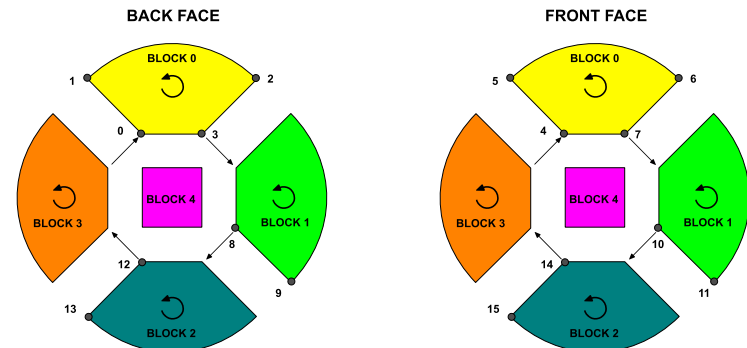 BACK FACE
FRONT FACE
BLOCK 0
1
2
0
3
BLOCK 4
BLOCK 3
BLOCK 1
8
12
9
13
BLOCK 2
BLOCK 0
5
6
4
7
BLOCK 4
BLOCK 3
BLOCK 1
10
14
11
15
BLOCK 2